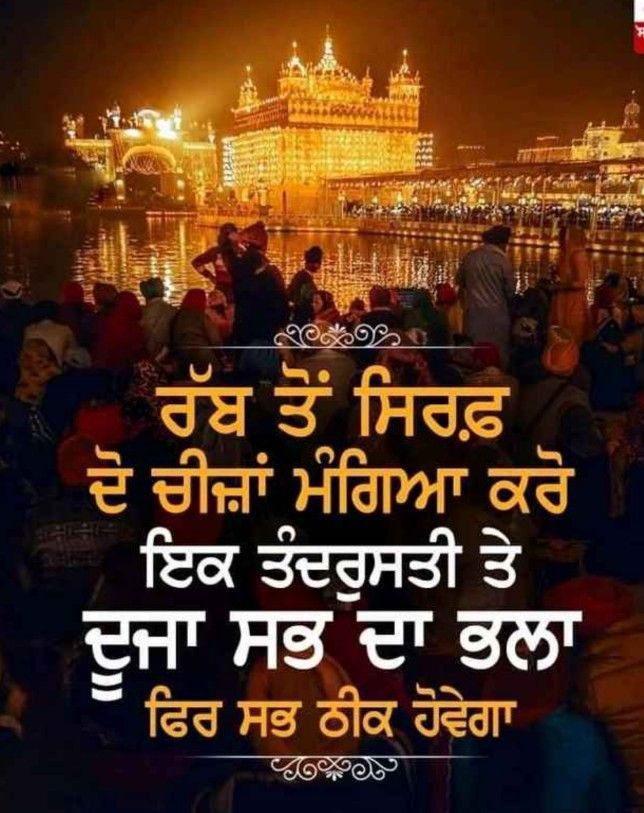 ਰੱਬ ਤੋਂ ਸਿਰਫ਼
ਦੋ ਚੀਜ਼ਾਂ ਮੰਗਿਆ ਕਰੋ
ਇਕ ਤੰਦਰੁਸਤੀ ਤੇ
ਦੂਜਾ ਸਭ ਦਾ ਭਲਾ
ਫਿਰ ਸਭ ਠੀਕ ਹੋਵੇਗਾ